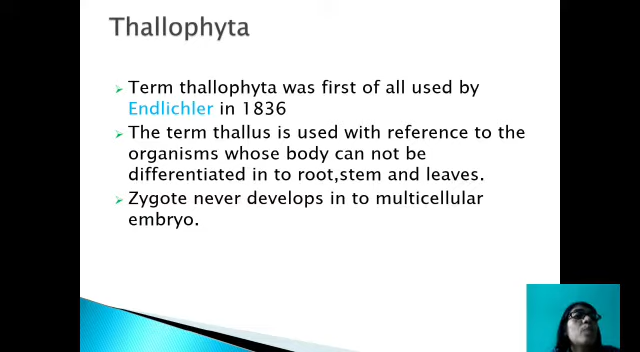 Thallophyta
Term thallophyta was first of all used by
Endlichler in 1836
The term thallus is used with reference to the
organisms whose body can not be
differentiated in to root,stem and leaves.
Zygote never develops in to multicellular
embryo.